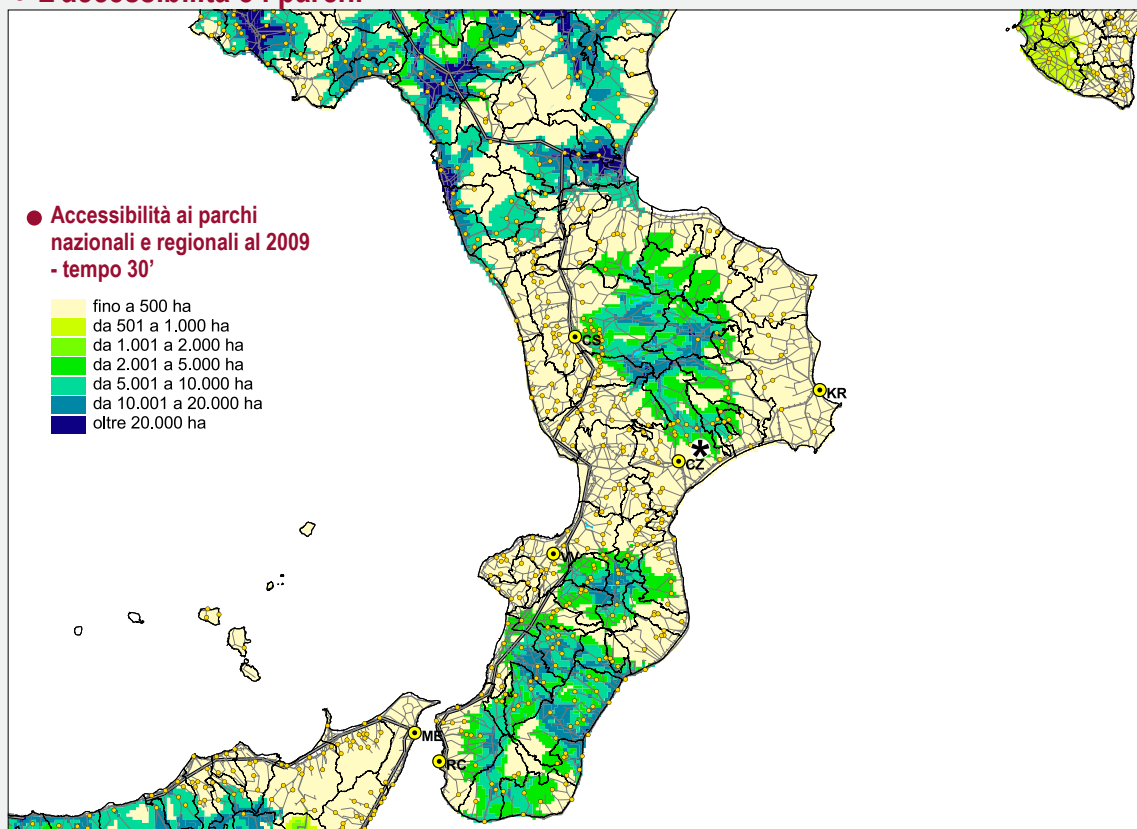 L'accessibilità e i parchi
Accessibilità ai parchi
nazionali e regionali al 2009
- tempo 30'
fino a 500 ha
da 501 a 1.000 ha
da 1.001 a 2.000 ha
da 2.001 a 5.000 ha
da 5.001 a 10.000 ha
da 10.001 a 20.000 ha
oltre 20.000 ha
CS
KR
*
CZ
VV
ME
RC